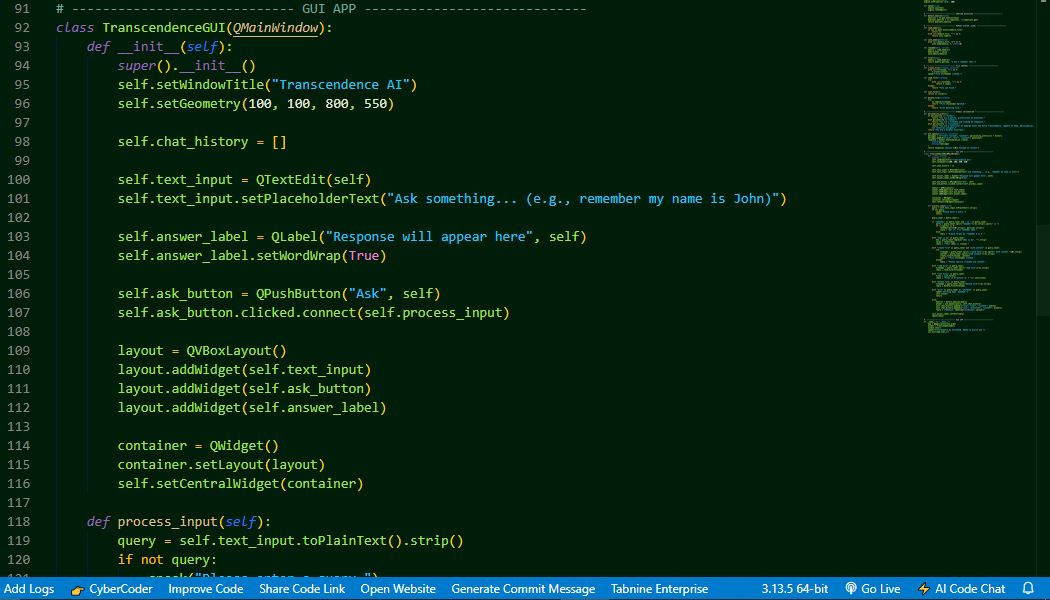 91 # ----------------------------- GUI APP -----------------------------
92 class TranscendenceGUI(QMainWindow):
93     def __init__(self):
94         super().__init__()
95         self.setWindowTitle("Transcendence AI")
96         self.setGeometry(100, 100, 800, 550)
97
98         self.chat_history = []
99
100         self.text_input = QTextEdit(self)
101         self.text_input.setPlaceholderText("Ask something... (e.g., remember my name is John)")
102
103         self.answer_label = QLabel("Response will appear here", self)
104         self.answer_label.setWordWrap(True)
105
106         self.ask_button = QPushButton("Ask", self)
107         self.ask_button.clicked.connect(self.process_input)
108
109         layout = QVBoxLayout()
110         layout.addWidget(self.text_input)
111         layout.addWidget(self.ask_button)
112         layout.addWidget(self.answer_label)
113
114         container = QWidget()
115         container.setLayout(layout)
116         self.setCentralWidget(container)
117
118     def process_input(self):
119         query = self.text_input.toPlainText().strip()
120         if not query:
Add Logs 👉 CyberCoder Improve Code Share Code Link Open Website Generate Commit Message Tabnine Enterprise 3.13.5 64-bit Go Live ⚡ AI Code Chat